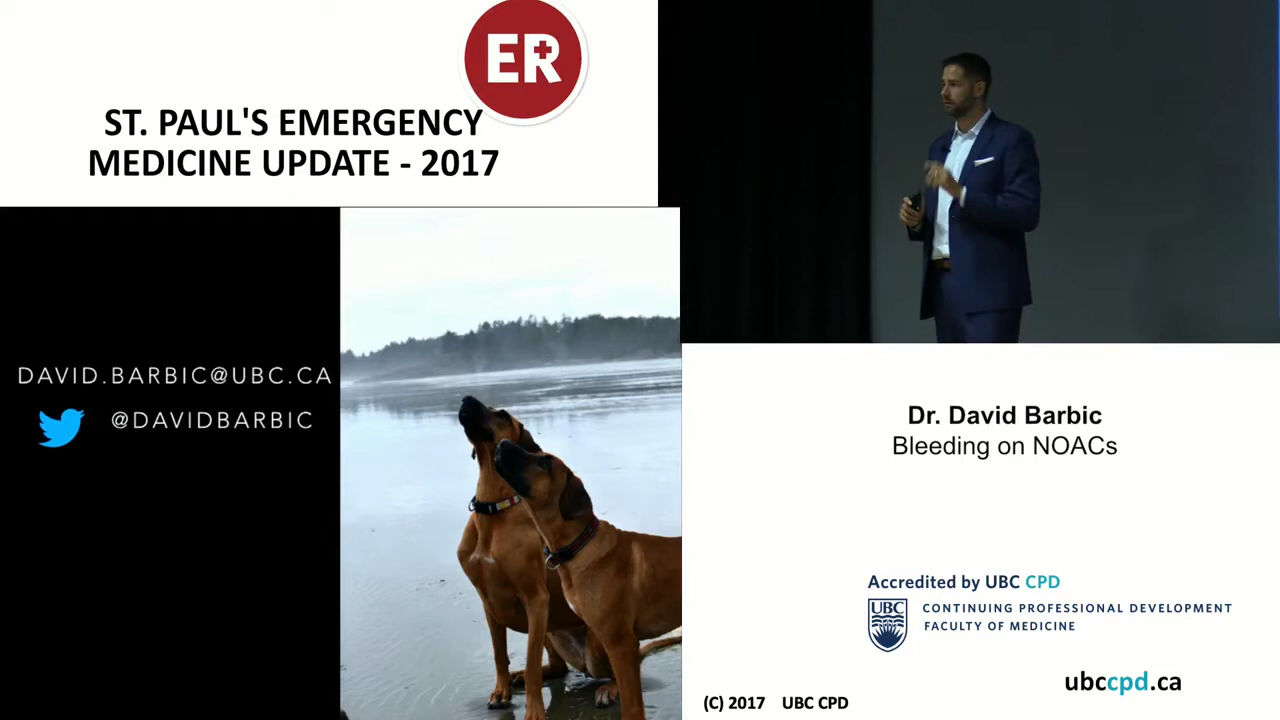 ER
ST. PAUL'S EMERGENCY
MEDICINE UPDATE - 2017
DAVID.BARBIC@UBC.CA
@DAVIDBARBIC
Dr. David Barbic
Bleeding on NOACs
Accredited by UBC CPD
UBC
CONTINUING PROFESSIONAL DEVELOPMENT
FACULTY OF MEDICINE
ubccpd.ca
(C) 2017 UBC CPD